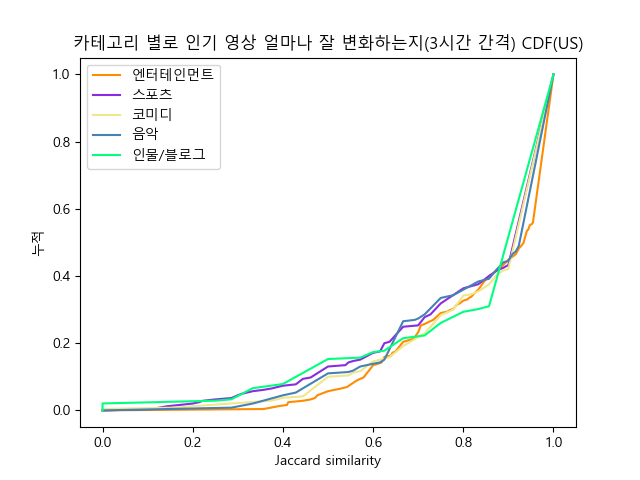 카테고리 별로 인기 영상 얼마나 잘 변화하는지(3시간 간격) CDF(US)
엔터테인먼트
스포츠
코미디
음악
인물/블로그
1.0
0.8
0.6
0.4
0.2
0.0
누적
0.0 0.2 0.4 0.6 0.8 1.0
Jaccard similarity